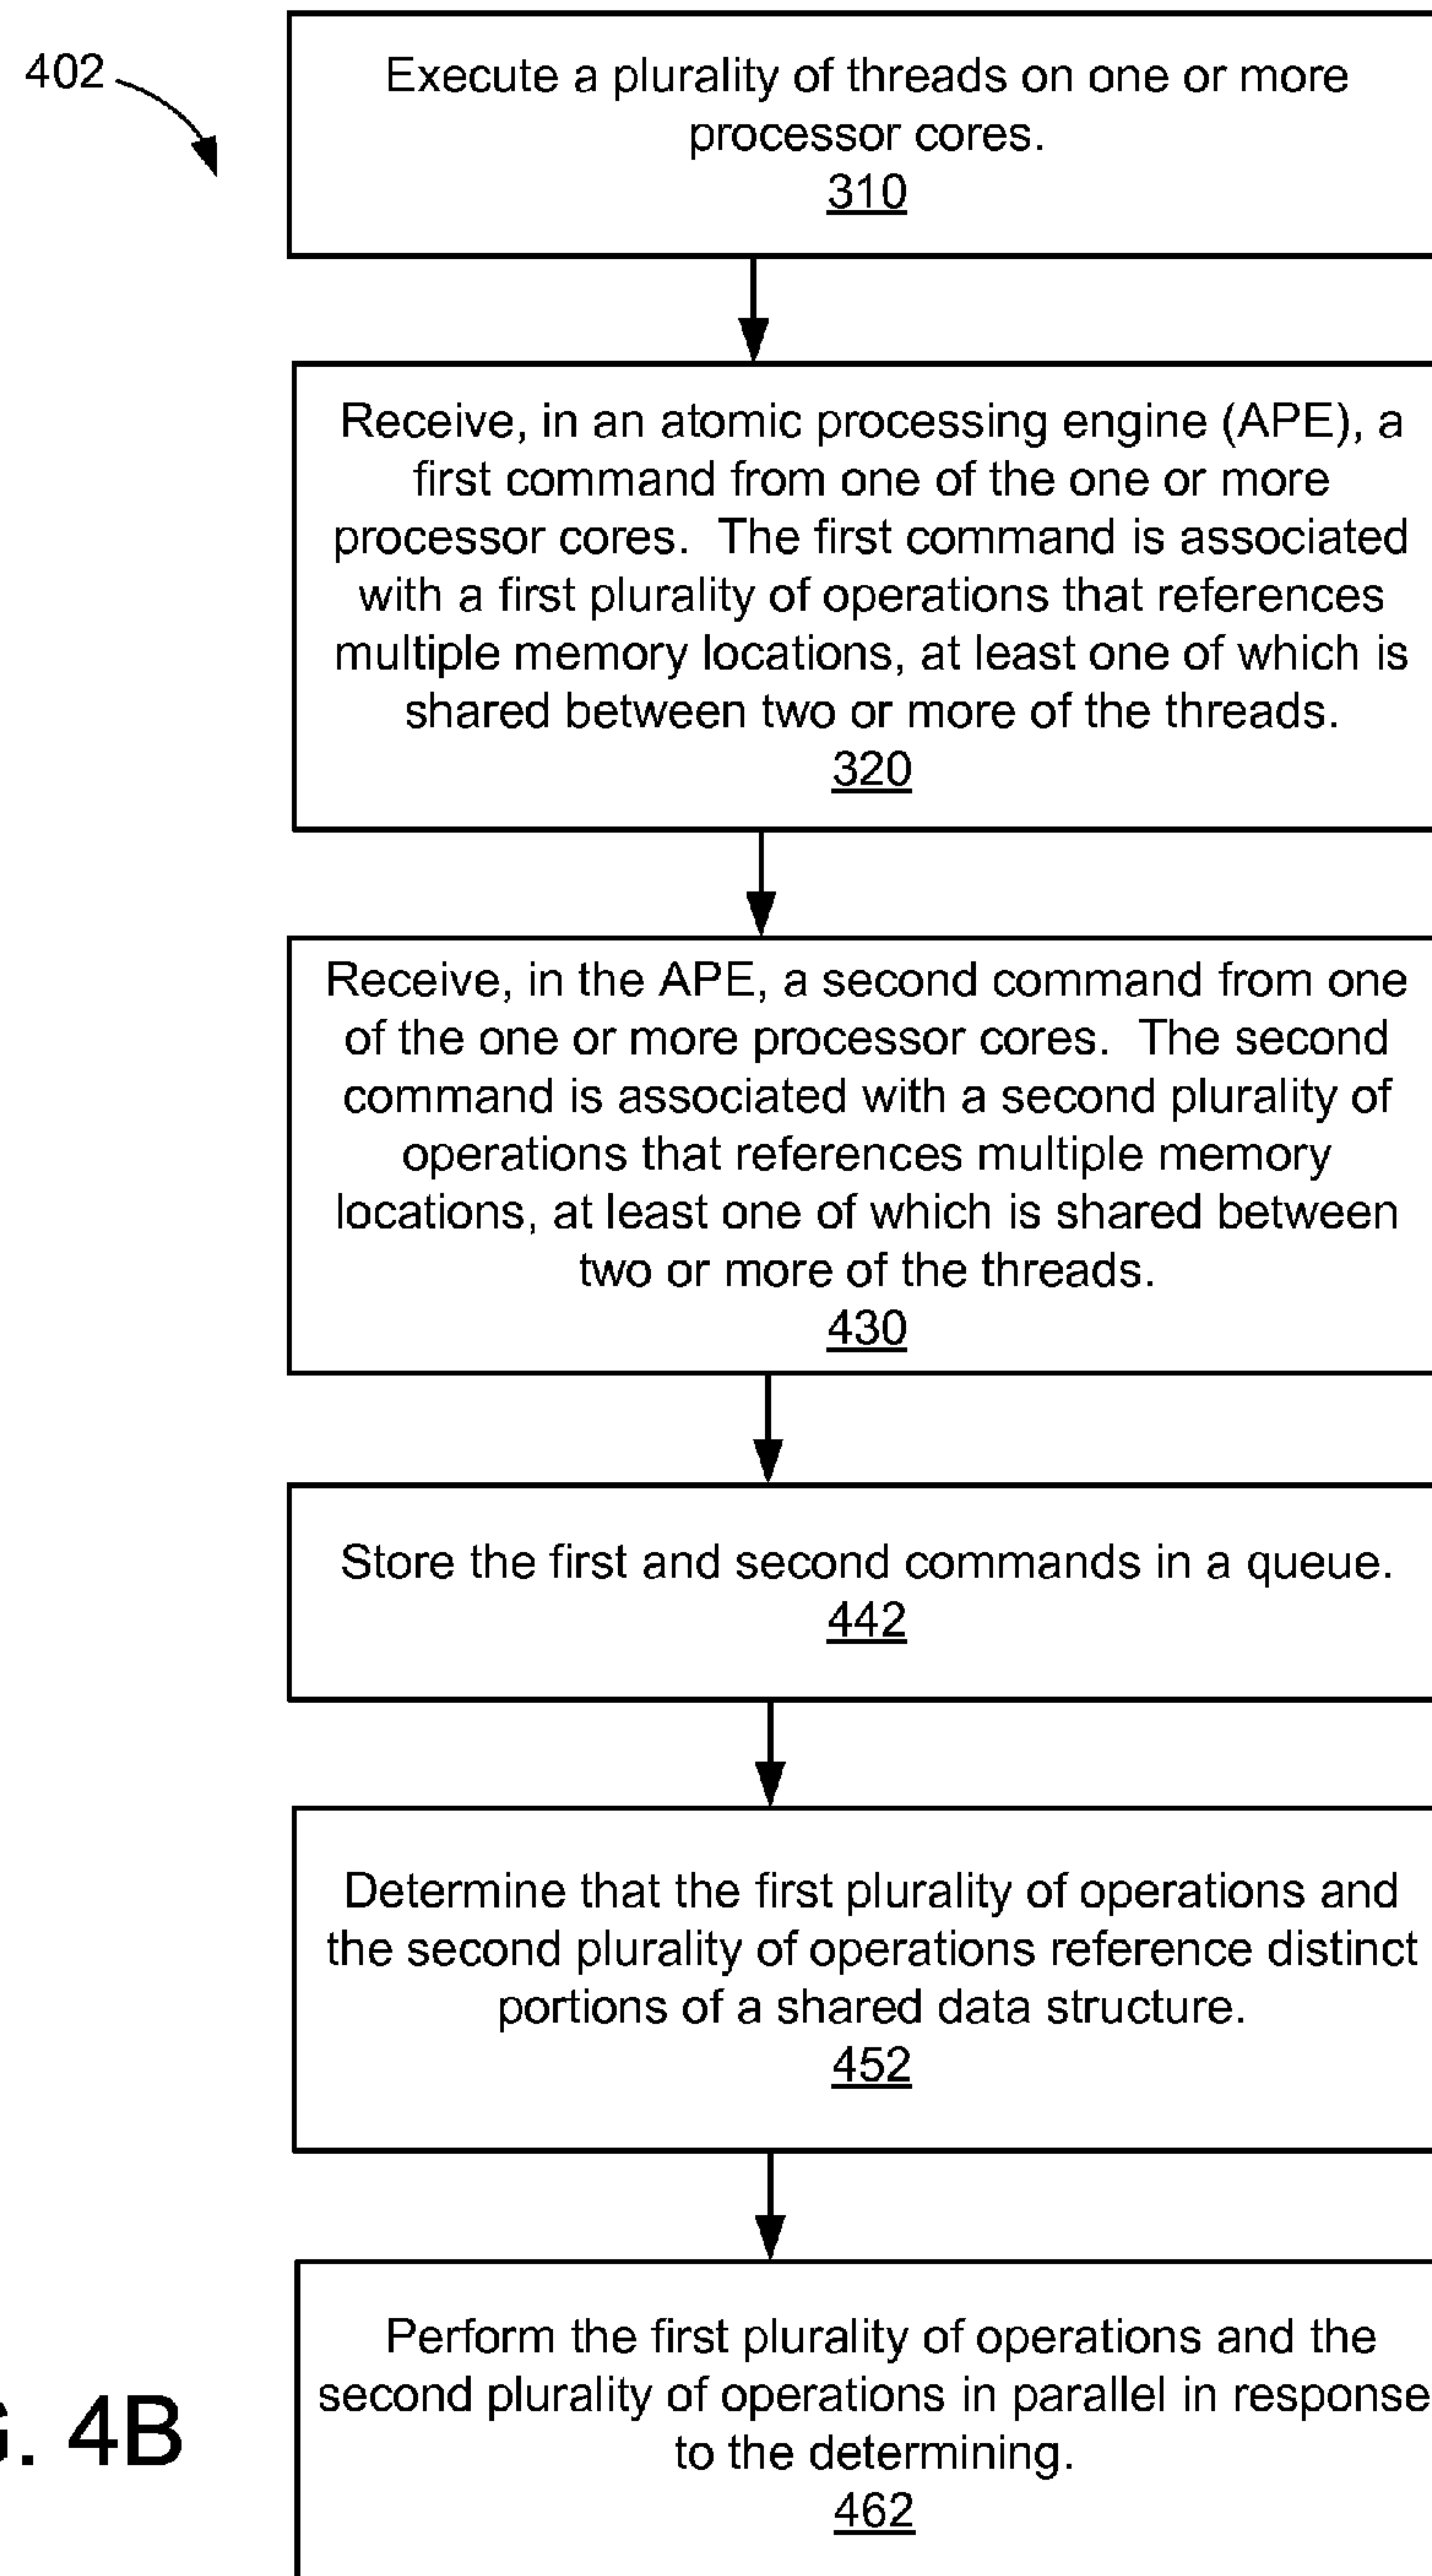 402
Execute a plurality of threads on one or more
processor cores.
310
Receive, in an atomic processing engine (APE), a
first command from one of the one or more
processor cores. The first command is associated
with a first plurality of operations that references
multiple memory locations, at least one of which is
shared between two or more of the threads.
320
Receive, in the APE, a second command from one
of the one or more processor cores. The second
command is associated with a second plurality of
operations that references multiple memory
locations, at least one of which is shared between
two or more of the threads.
430
Store the first and second commands in a queue.
442
Determine that the first plurality of operations and
the second plurality of operations reference distinct
portions of a shared data structure.
452
Perform the first plurality of operations and the
second plurality of operations in parallel in response
to the determining.
462
G. 4B